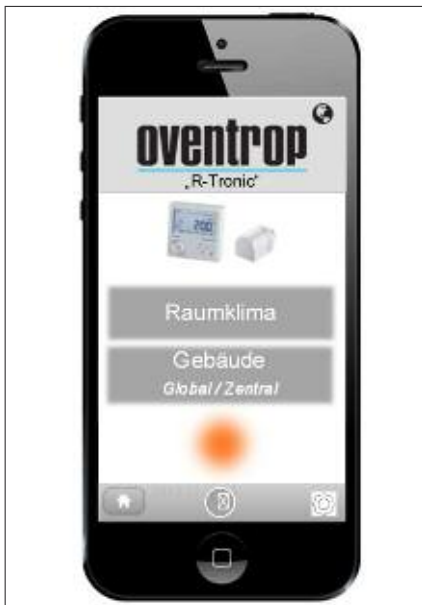 oventrop
„R-Tronic“
200
Raumklima
Gebäude
Global / Zentral